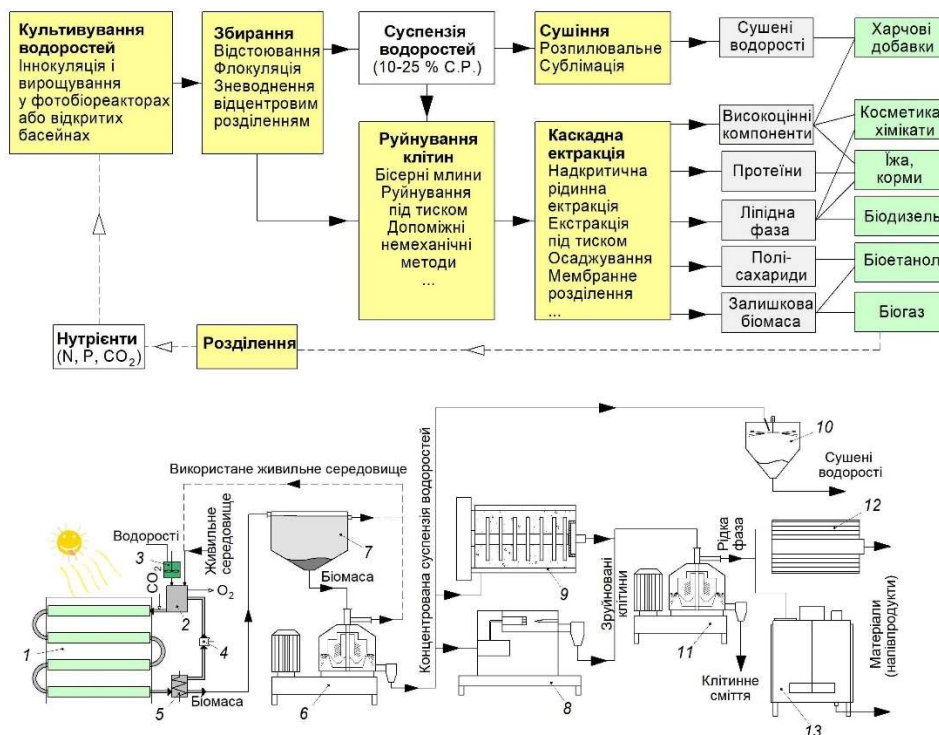 Культивування
водоростей
Іннокуляція і
вирощування
у фотобіореакторах
або відкритих
басейнах
Збирання
Відстоювання
Флокуляція
Зневоднення
відцентровим
розділенням
Суспензія
водоростей
(10-25 % С.Р.)
Сушіння
Розпилювальне
Сублімація
Сушені
водорості
Харчові
добавки
Руйнування
клітин
Бісерні млини
Руйнування
під тиском
Допоміжні
немеханічні
методи
...
Каскадна
ектракція
Надкритична
рідинна
ектракція
Екстракція
під тиском
Осаджування
Мембранне
розділення
...
Високоцінні
компоненти
Протеїни
Ліпідна
фаза
Полі-
сахариди
Залишкова
біомаса
Косметика,
хімікати
Їжа,
корми
Біодизель
Біоетанол
Біогаз
Нутрієнти
(N, P, CO₂)
Розділення
Використане живильне середовище
Водорості
Живильне
середовище
3
CO₂
O₂
2
1
4
5
Біомаса
7
Біомаса
6
Концентрована суспензія водоростей
9
8
Зруйновані
клітини
10
Сушені
водорості
Рідка
фаза
12
11
Клітинне
сміття
13
Матеріали
(напівпродукти)